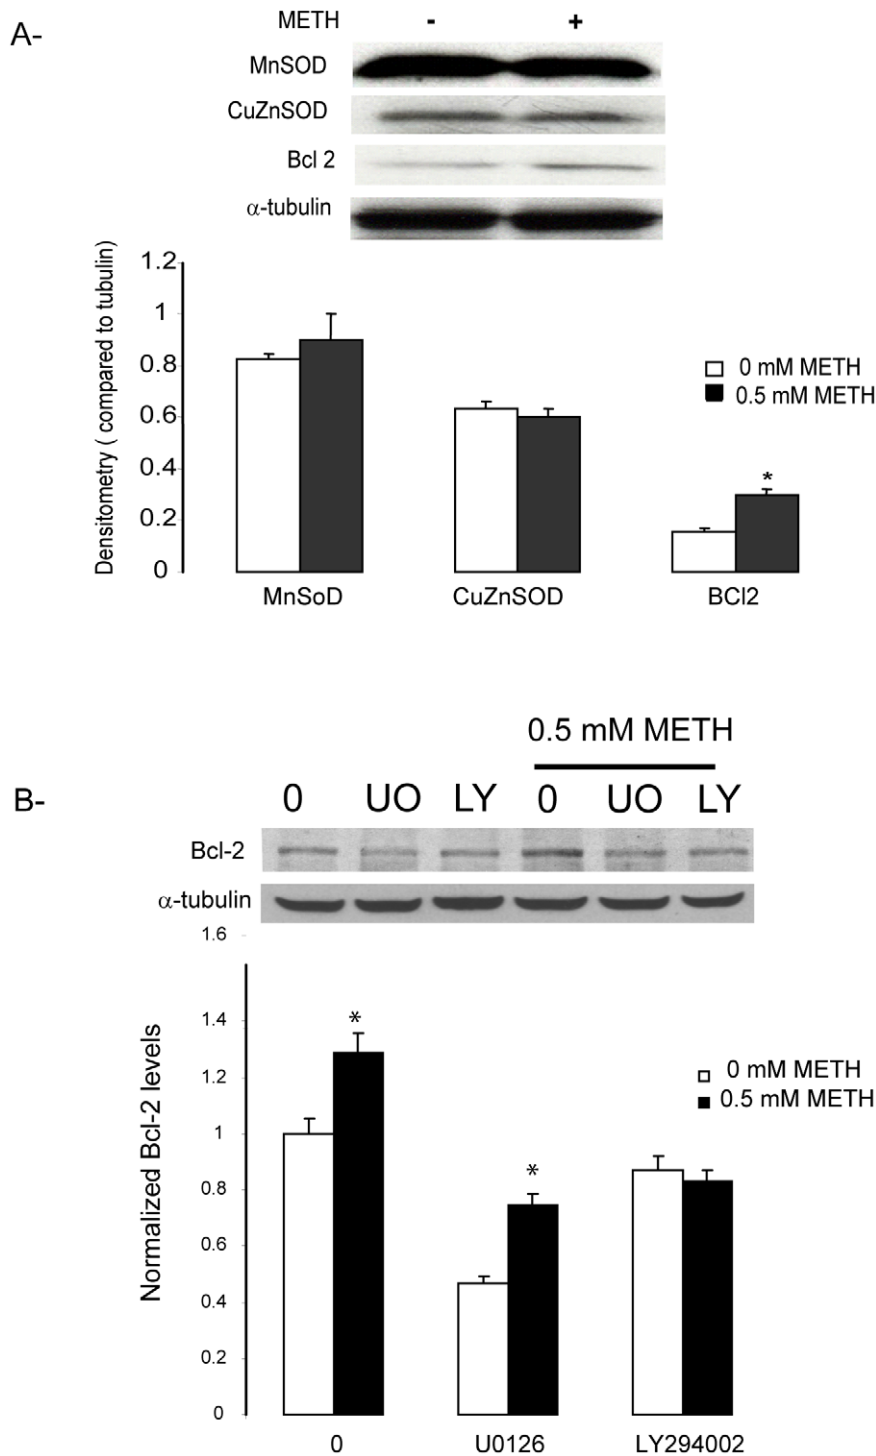 A-
METH - +
MnSOD
CuZnSOD
Bcl 2
α-tubulin
Densitometry ( compared to tubulin)
1.2
1
0.8
0.6
0.4
0.2
0
0 mM METH
0.5 mM METH
*
MnSoD CuZnSOD BCl2
0.5 mM METH
B-
0 UO LY 0 UO LY
Bcl-2
α-tubulin
Normalized Bcl-2 levels
1.6
1.4
1.2
1
0.8
0.6
0.4
0.2
0
*
*
0 mM METH
0.5 mM METH
0 U0126 LY294002